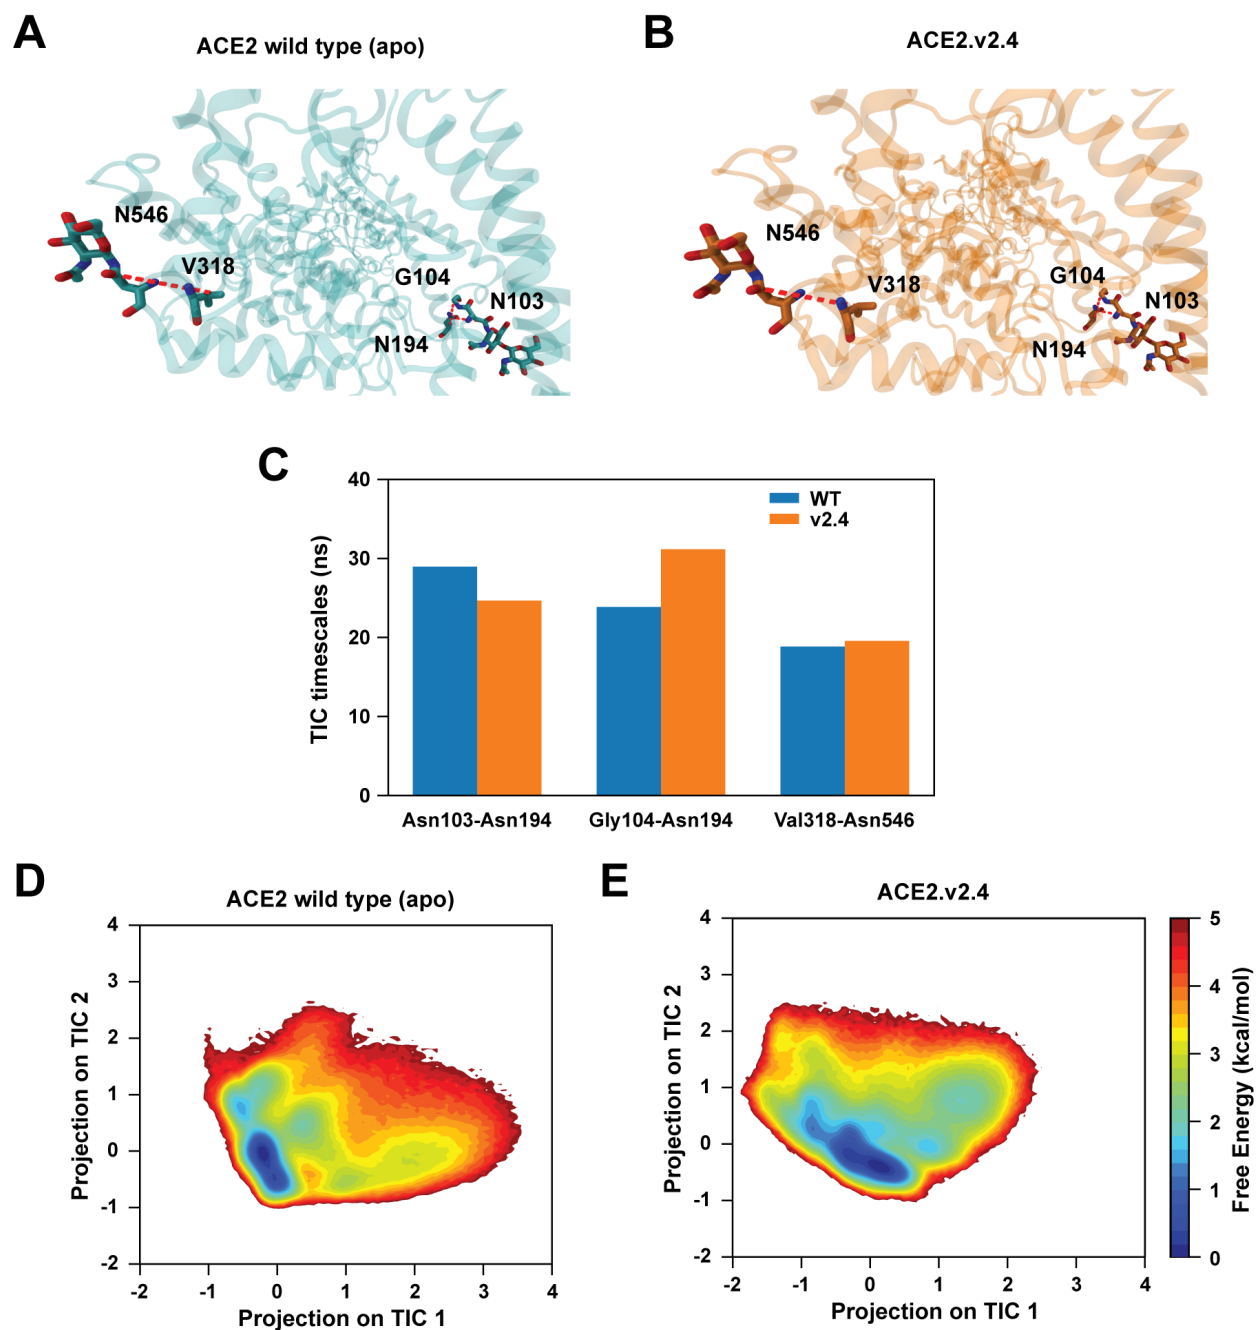 A
ACE2 wild type (apo)
N546
V318
G104
N103
N194
B
ACE2.v2.4
N546
V318
G104
N103
N194
C
TIC timescales (ns)
40
30
20
10
0
WT
v2.4
Asn103-Asn194
Gly104-Asn194
Val318-Asn546
D
ACE2 wild type (apo)
Projection on TIC 2
4
3
2
1
0
-1
-2
-2
-1
0
1
2
3
4
Projection on TIC 1
E
ACE2.v2.4
Projection on TIC 2
4
3
2
1
0
-1
-2
-2
-1
0
1
2
3
4
Projection on TIC 1
5
4
3
2
1
0
Free Energy (kcal/mol)